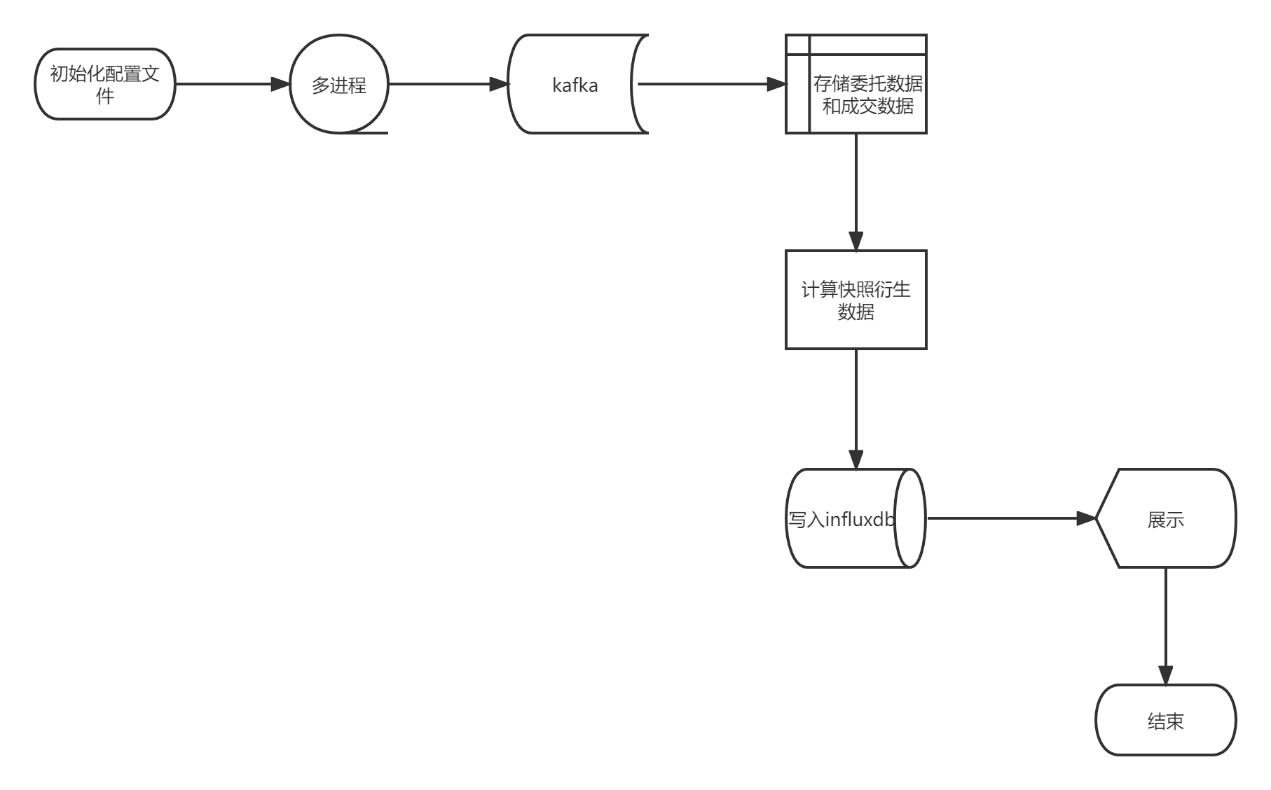 初始化配置文
件
多进程
kafka
存储委托数据
和成交数据
计算快照衍生
数据
写入influxdb
展示
结束